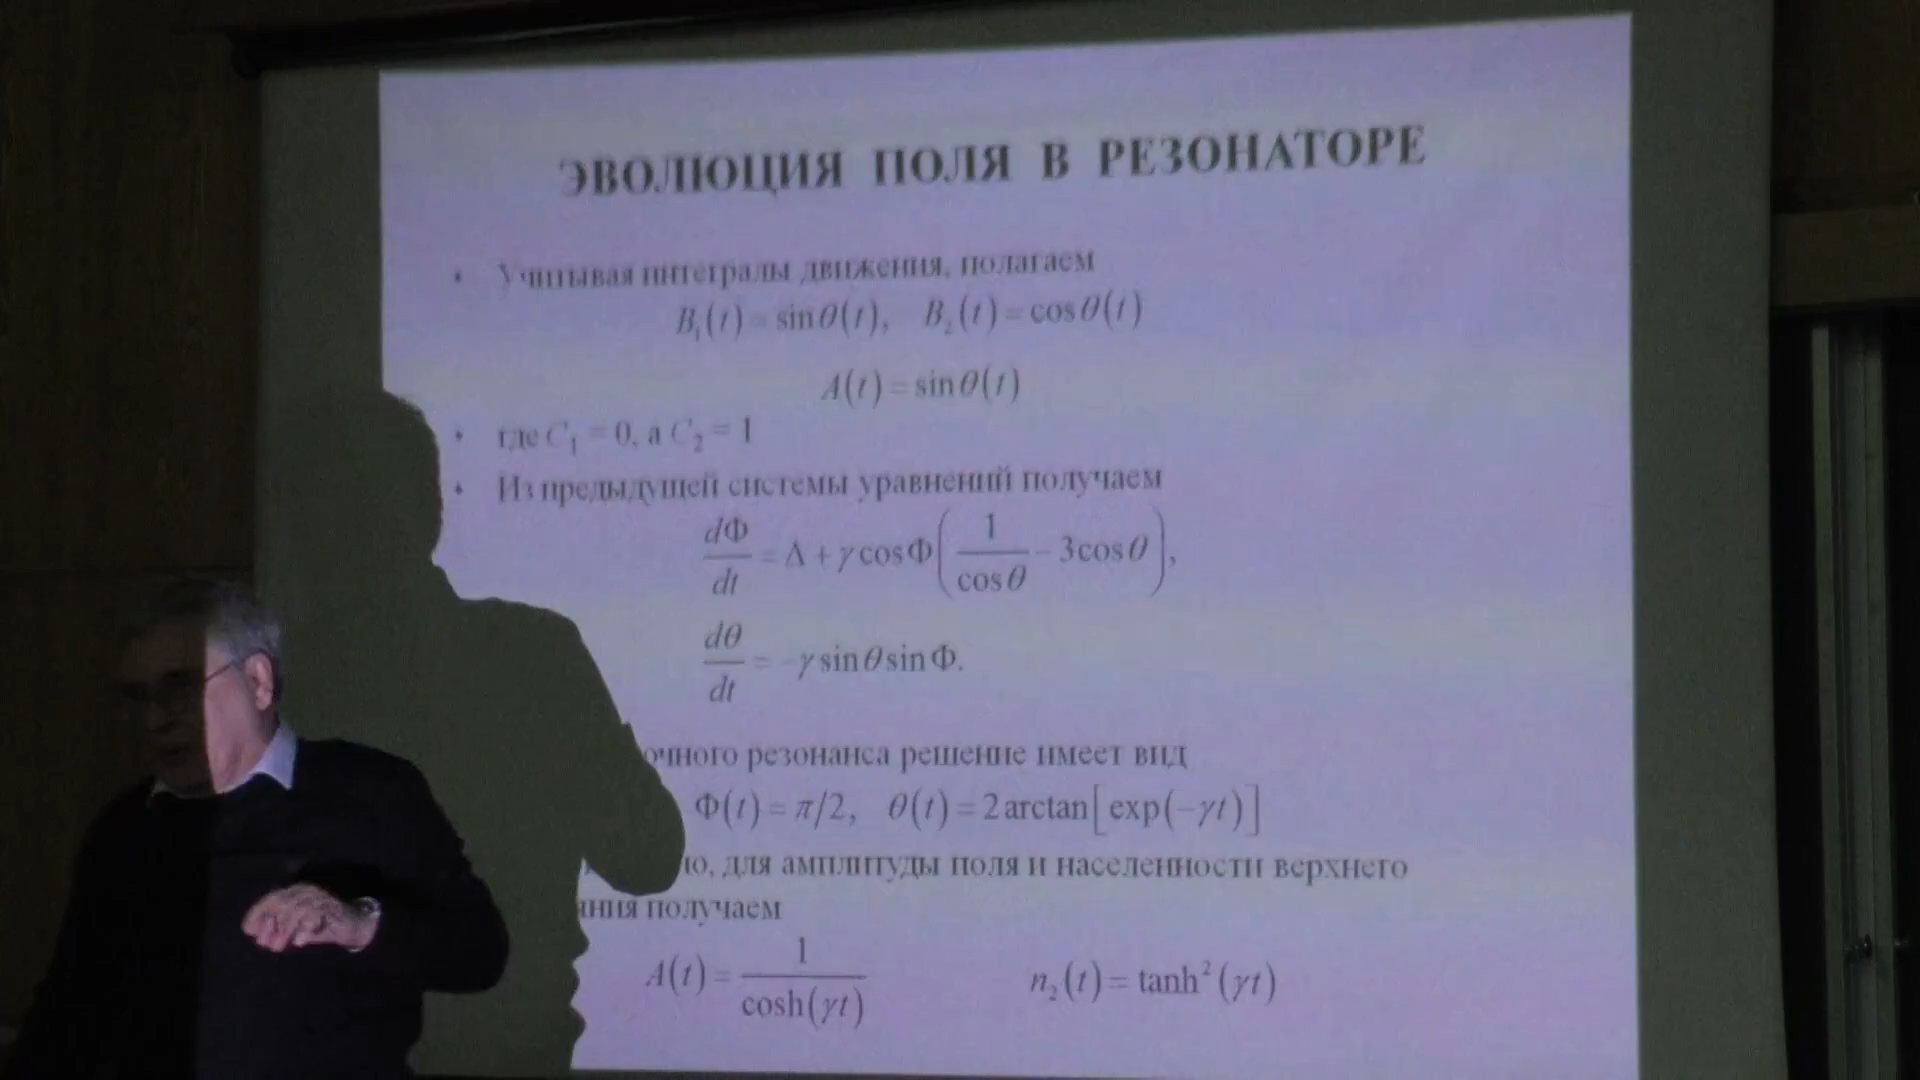 ЭВОЛЮЦИЯ ПОЛЯ В РЕЗОНАТОРЕ
• Учитывая интегралы движения, полагаем
B₁(t) = sinθ(t), B₂(t) = cosθ(t)
A(t) = sinθ(t)
• где C₁ = 0, а C₂ = 1
• Из предыдущей системы уравнений получаем
dΦ/dt = Δ + γ cosΦ(1/cosθ − 3cosθ),
dθ/dt = −γ sinθ sinΦ.
резонанса решение имеет вид
Φ(t) = π/2, θ(t) = 2 arctan[exp(−γt)]
для амплитуды поля и населенности верхнего
получаем
A(t) = 1/cosh(γt) n₂(t) = tanh²(γt)